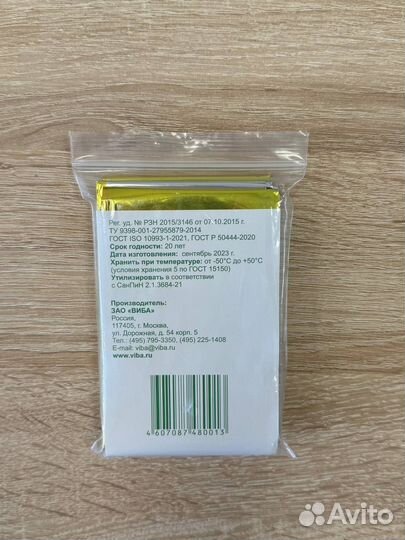 Рег. уд. № РЗН 2015/3146 от 07.10.2015 г.
ТУ 9398-001-27955879-2014
ГОСТ ISO 10993-1-2021, ГОСТ Р 50444-2020
Срок годности: 20 лет
Дата изготовления: сентябрь 2023 г.
Хранить при температуре: от -50°С до +50°С
(условия хранения 5 по ГОСТ 15150)
Утилизировать в соответствии
с СанПиН 2.1.3684-21
Производитель:
ЗАО «ВИБА»
Россия,
117405, г. Москва,
ул. Дорожная, д. 54 корп. 5
Тел.: (495) 795-3350, (495) 225-1408
E-mail: viba@viba.ru
www.viba.ru
4 607087 480013
Avito